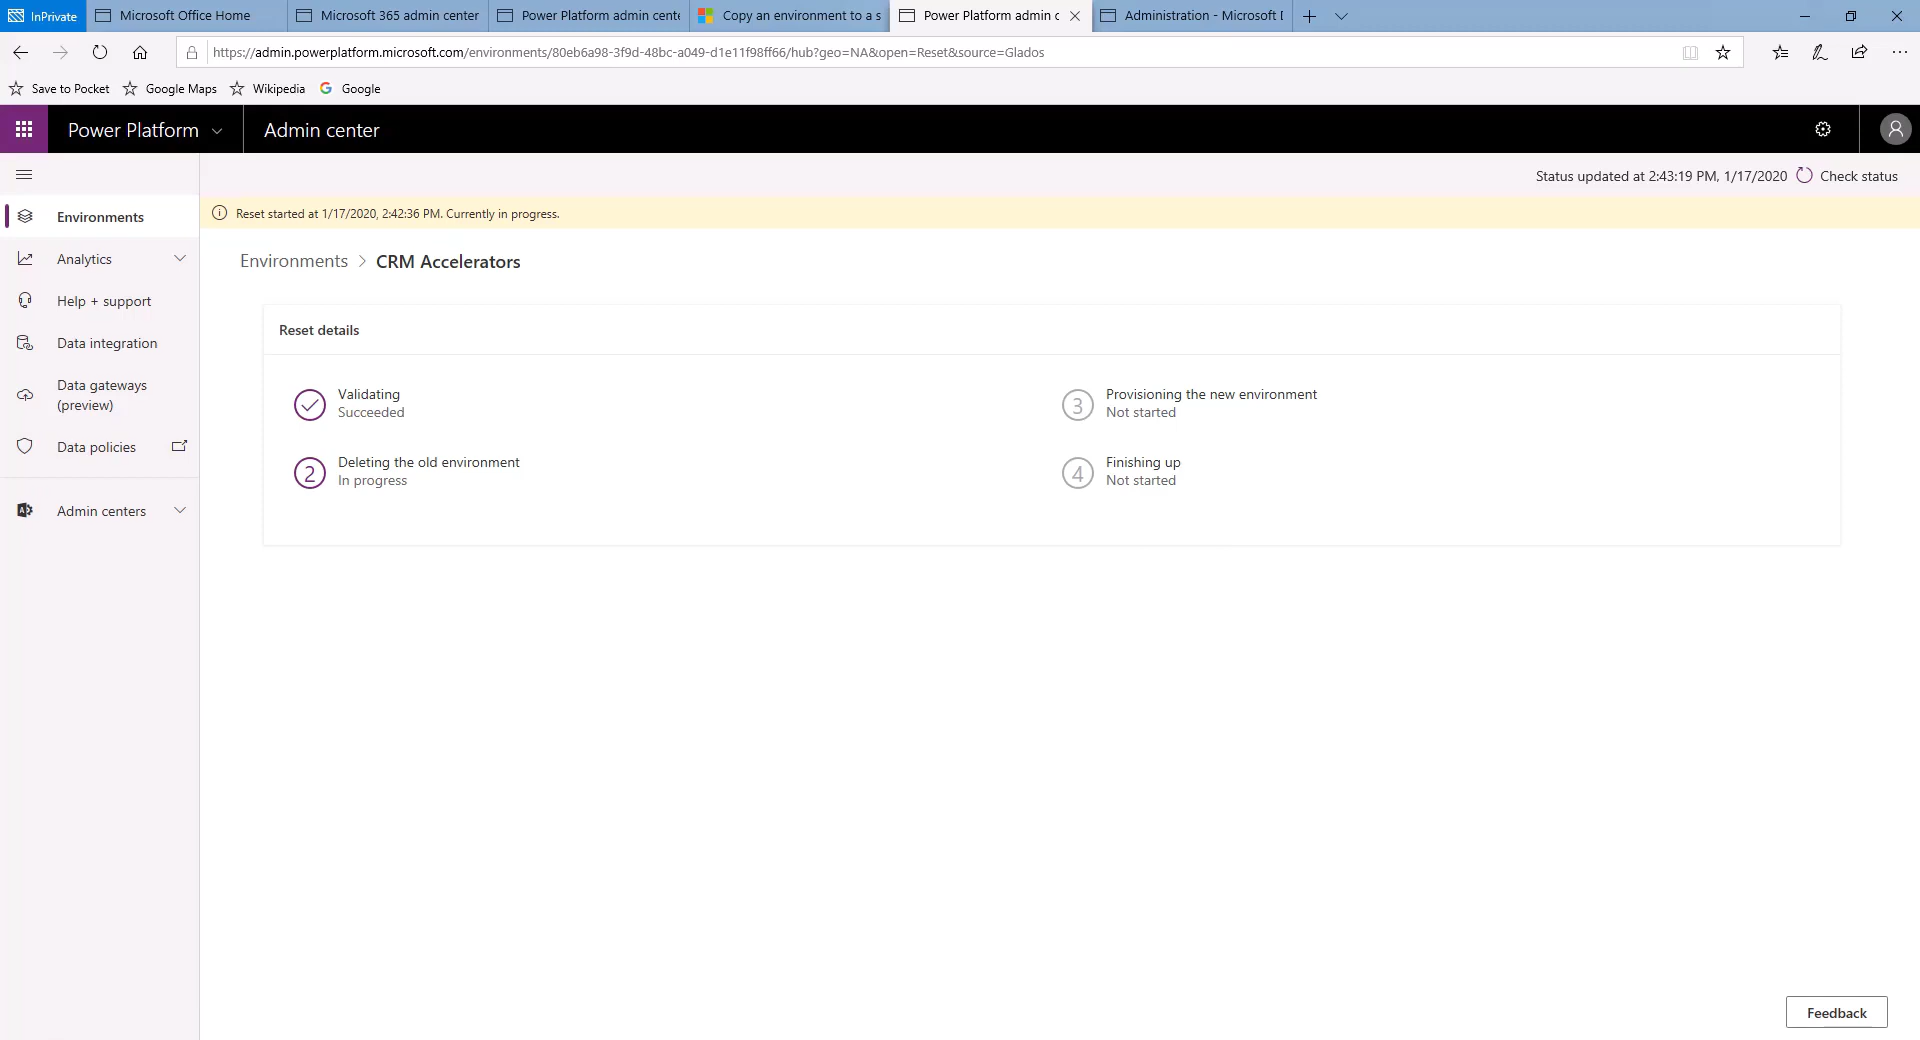 InPrivate
Microsoft Office Home
Microsoft 365 admin center
Power Platform admin cente
Copy an environment to a s
Power Platform admin c
Administration - Microsoft D
https://admin.powerplatform.microsoft.com/environments/80eb6a98-3f9d-48bc-a049-d1e11f98ff66/hub?geo=NA&open=Reset&source=Glados
Save to Pocket
Google Maps
Wikipedia
Google
Power Platform
Admin center
Status updated at 2:43:19 PM, 1/17/2020
Check status
Reset started at 1/17/2020, 2:42:36 PM. Currently in progress.
Environments
Analytics
Help + support
Data integration
Data gateways
(preview)
Data policies
Admin centers
Environments > CRM Accelerators
Reset details
Validating
Succeeded
2
Deleting the old environment
In progress
3
Provisioning the new environment
Not started
4
Finishing up
Not started
Feedback